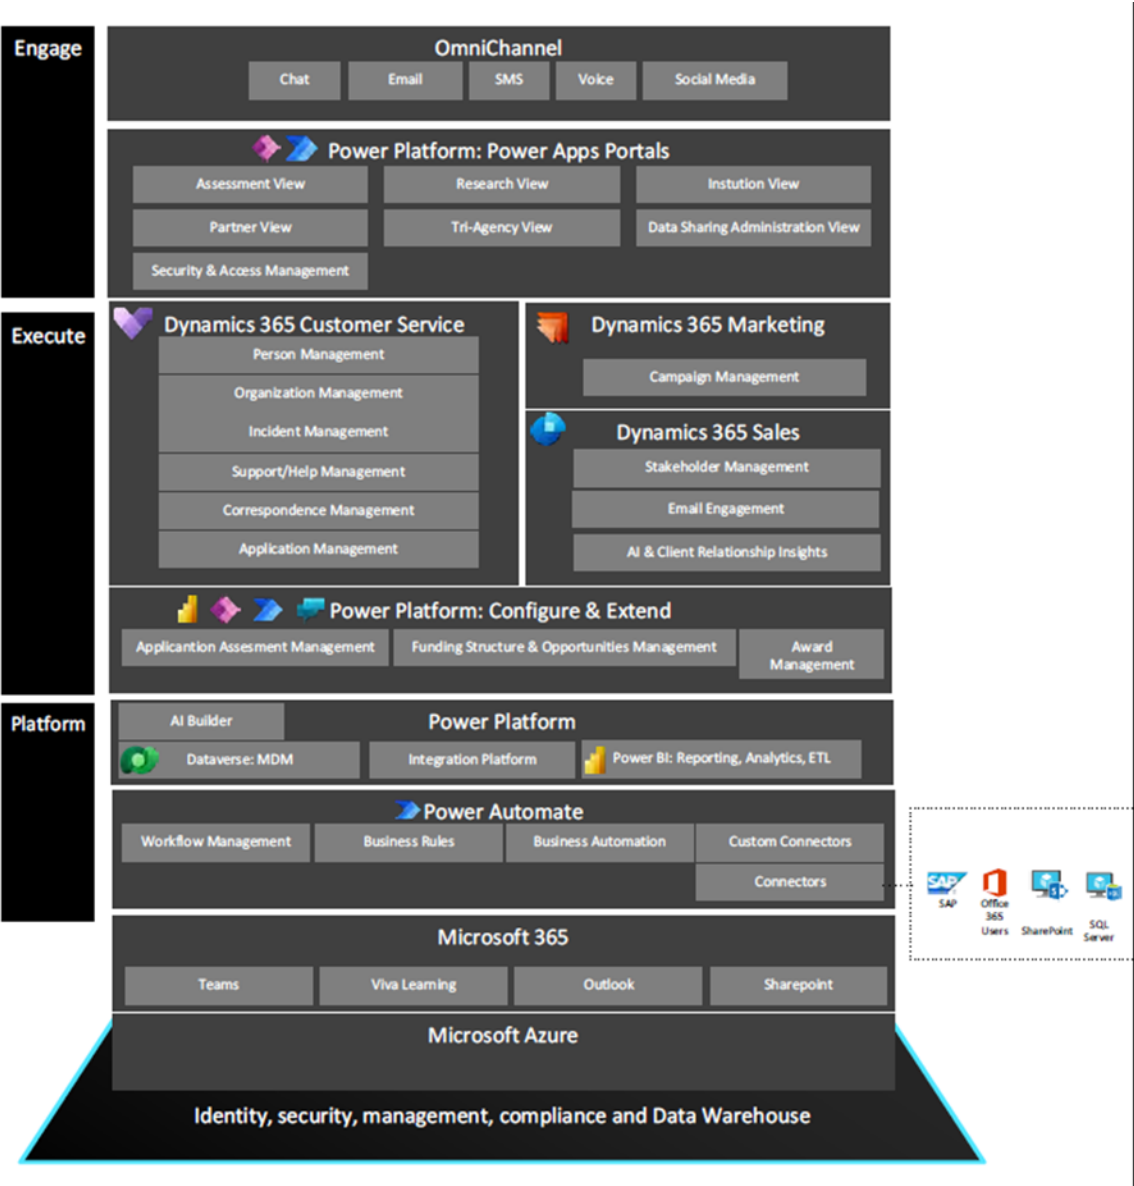 Engage
OmniChannel
Chat
Email
SMS
Voice
Social Media
Power Platform: Power Apps Portals
Assessment View
Research View
Instution View
Partner View
Tri-Agency View
Data Sharing Administration View
Security & Access Management
Execute
Dynamics 365 Customer Service
Person Management
Organization Management
Incident Management
Support/Help Management
Correspondence Management
Application Management
Dynamics 365 Marketing
Campaign Management
Dynamics 365 Sales
Stakeholder Management
Email Engagement
AI & Client Relationship Insights
Power Platform: Configure & Extend
Applicantion Assesment Management
Funding Structure & Opportunities Management
Award
Management
Platform
AI Builder
Power Platform
Dataverse: MDM
Integration Platform
Power BI: Reporting, Analytics, ETL
Power Automate
Workflow Management
Business Rules
Business Automation
Custom Connectors
Connectors
SAP
SAP
Office
365
Users
SharePoint
SQL
Server
Microsoft 365
Teams
Viva Learning
Outlook
Sharepoint
Microsoft Azure
Identity, security, management, compliance and Data Warehouse